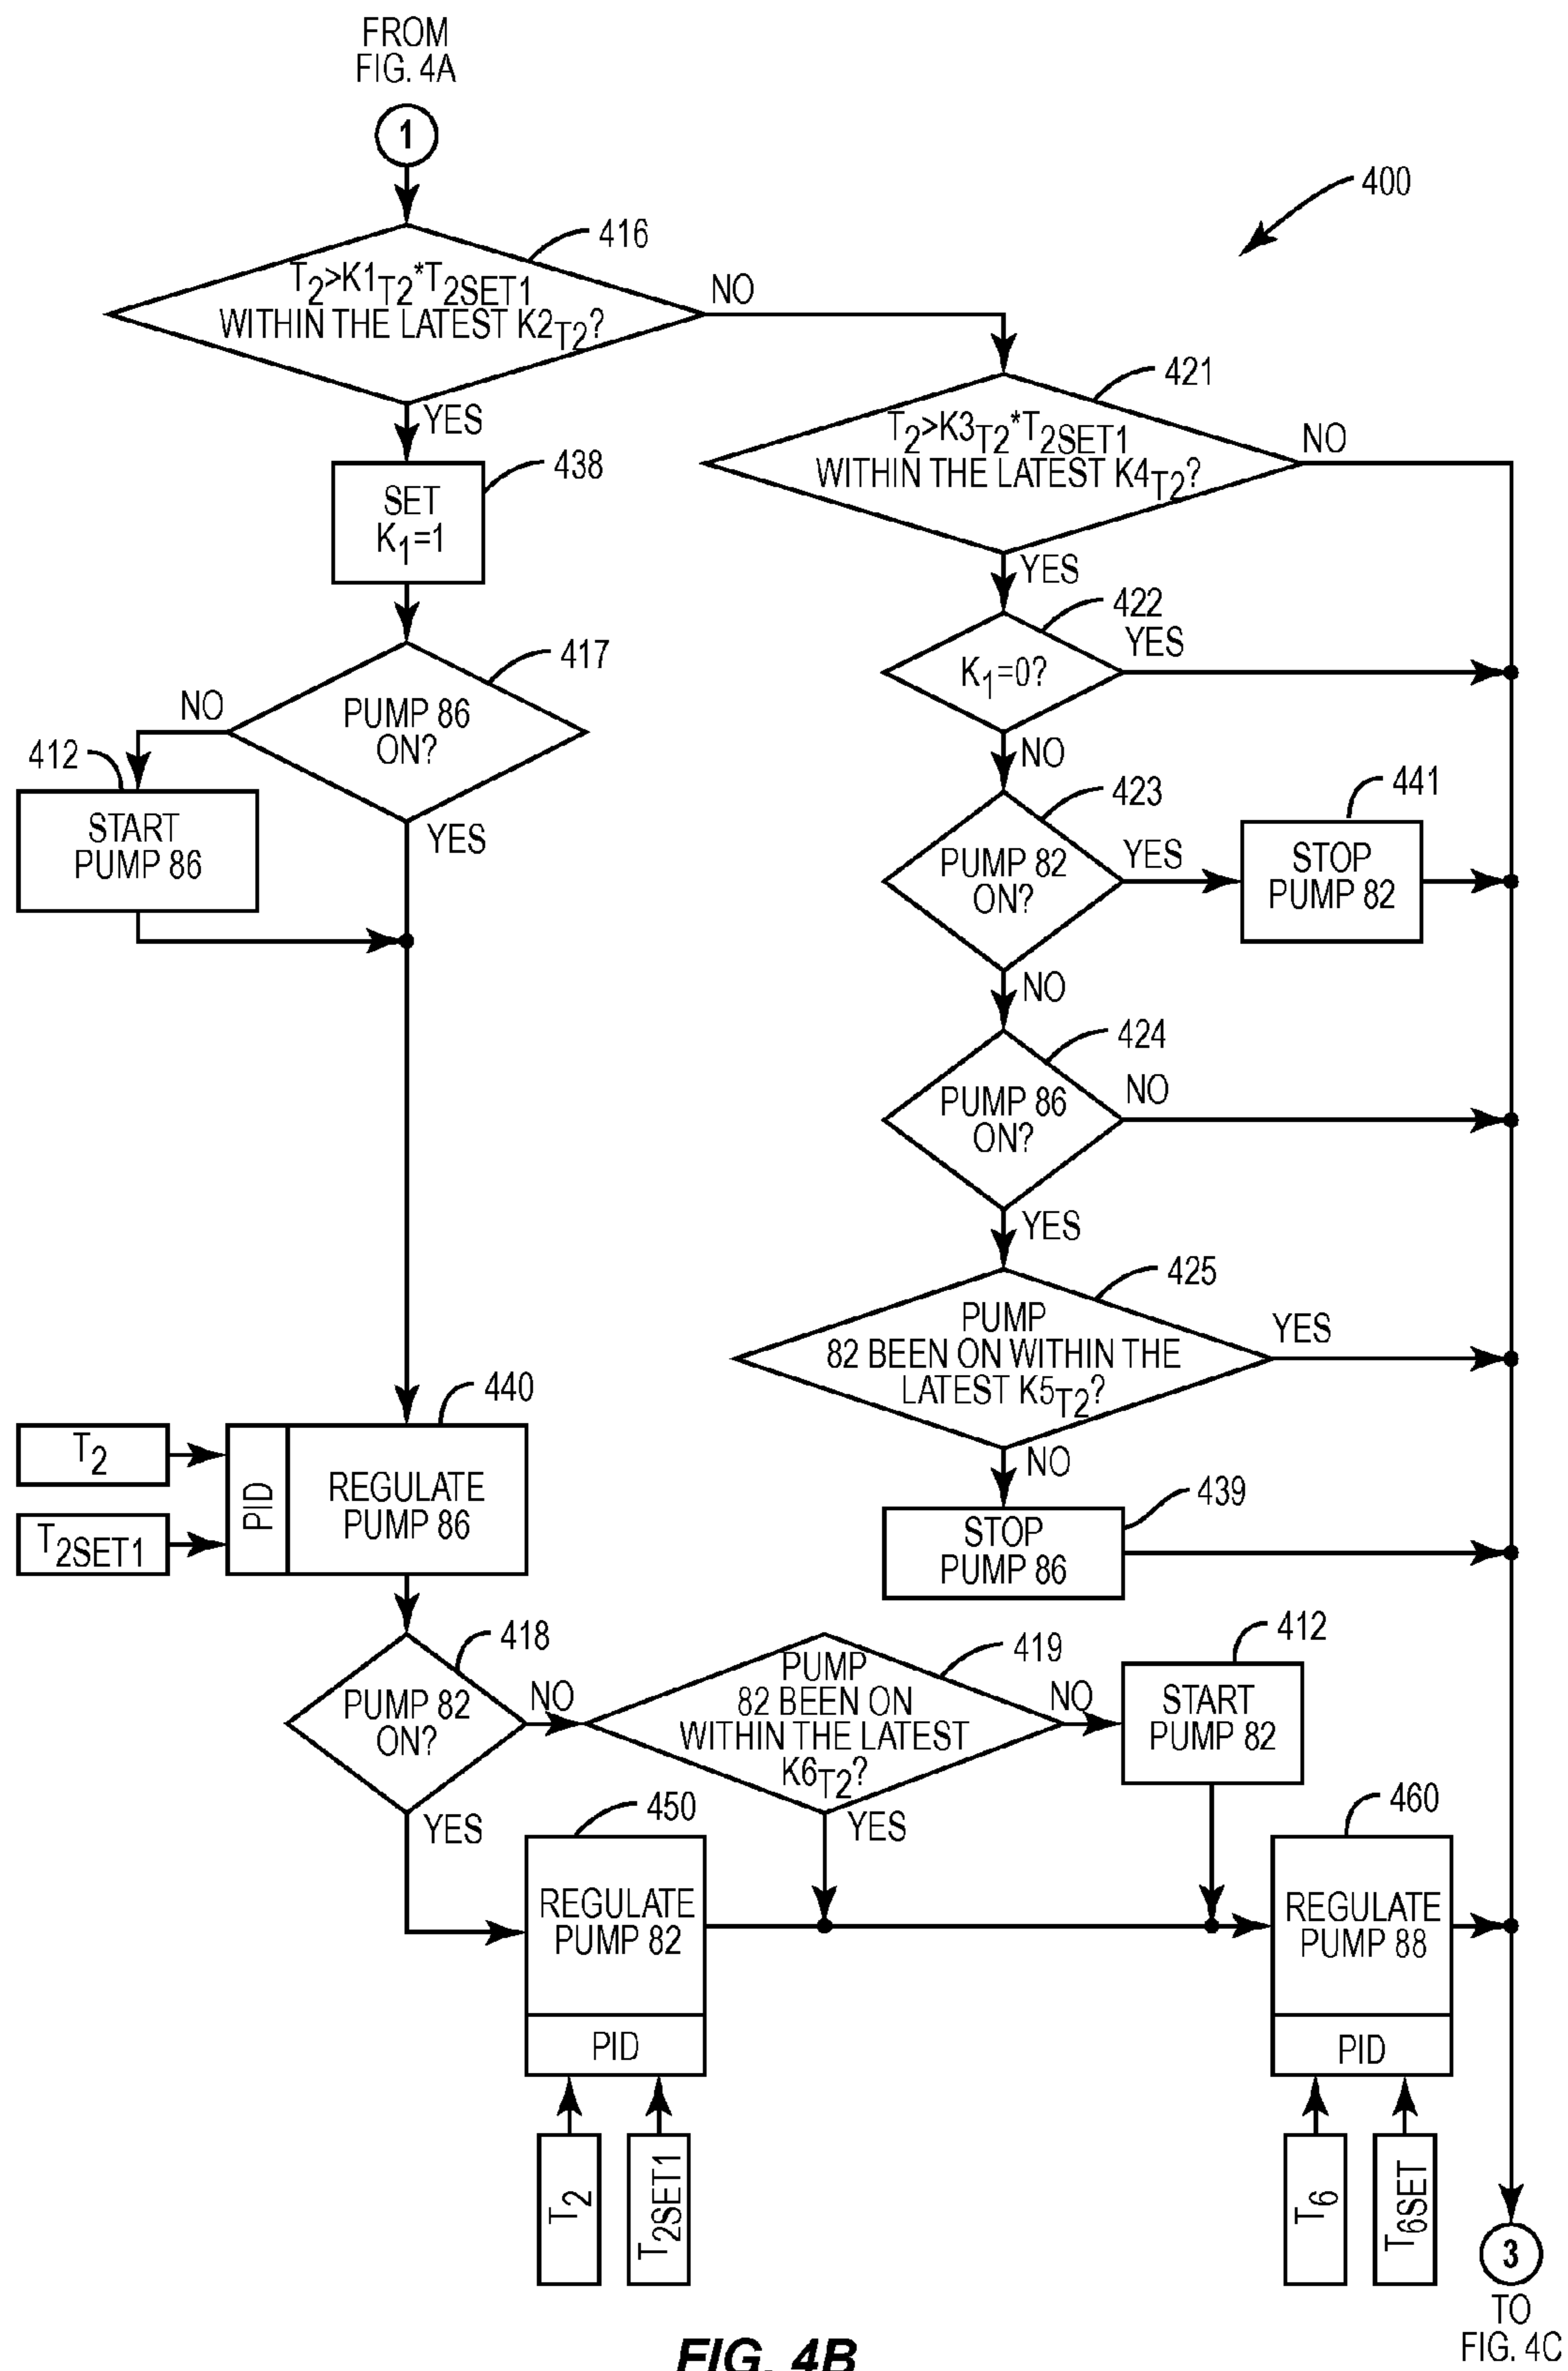 FROM
FIG. 4A
1
400
416
T2>K1T2*T2SET1
WITHIN THE LATEST K2T2?
NO
YES
421
T2>K3T2*T2SET1
WITHIN THE LATEST K4T2?
NO
YES
438
SET
K1=1
422
K1=0?
YES
NO
417
PUMP 86
ON?
NO
YES
412
START
PUMP 86
423
PUMP 82
ON?
YES
NO
441
STOP
PUMP 82
424
PUMP 86
ON?
NO
YES
425
PUMP
82 BEEN ON WITHIN THE
LATEST K5T2?
YES
NO
439
STOP
PUMP 86
440
T2
T2SET1
PID
REGULATE
PUMP 86
418
PUMP 82
ON?
NO
YES
419
PUMP
82 BEEN ON
WITHIN THE LATEST
K6T2?
NO
YES
412
START
PUMP 82
450
REGULATE
PUMP 82
PID
T2
T2SET1
460
REGULATE
PUMP 88
PID
T6
T6SET
3
TO
FIG. 4C
FIG. 4B